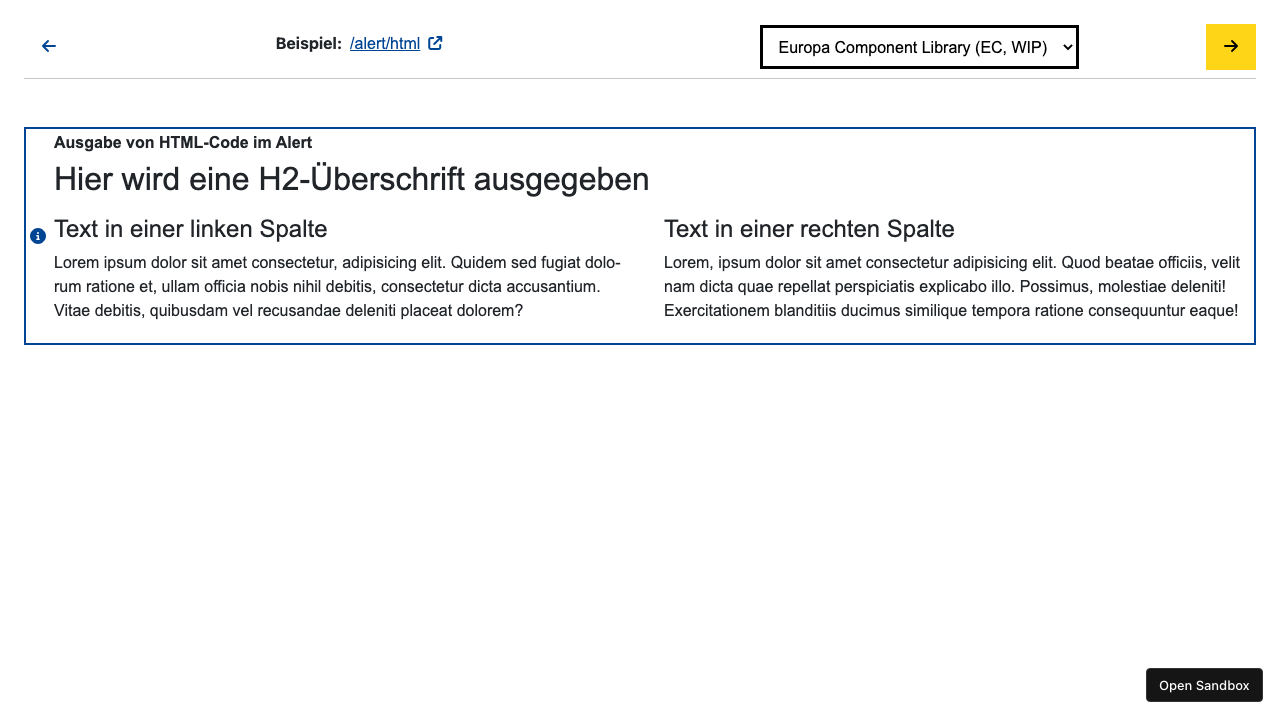 Beispiel: /alert/html
Europa Component Library (EC, WIP)
Ausgabe von HTML-Code im Alert
Hier wird eine H2-Überschrift ausgegeben
Text in einer linken Spalte
Lorem ipsum dolor sit amet consectetur, adipisicing elit. Quidem sed fugiat dolo-
rum ratione et, ullam officia nobis nihil debitis, consectetur dicta accusantium.
Vitae debitis, quibusdam vel recusandae deleniti placeat dolorem?
Text in einer rechten Spalte
Lorem, ipsum dolor sit amet consectetur adipisicing elit. Quod beatae officiis, velit
nam dicta quae repellat perspiciatis explicabo illo. Possimus, molestiae deleniti!
Exercitationem blanditiis ducimus similique tempora ratione consequuntur eaque!
Open Sandbox